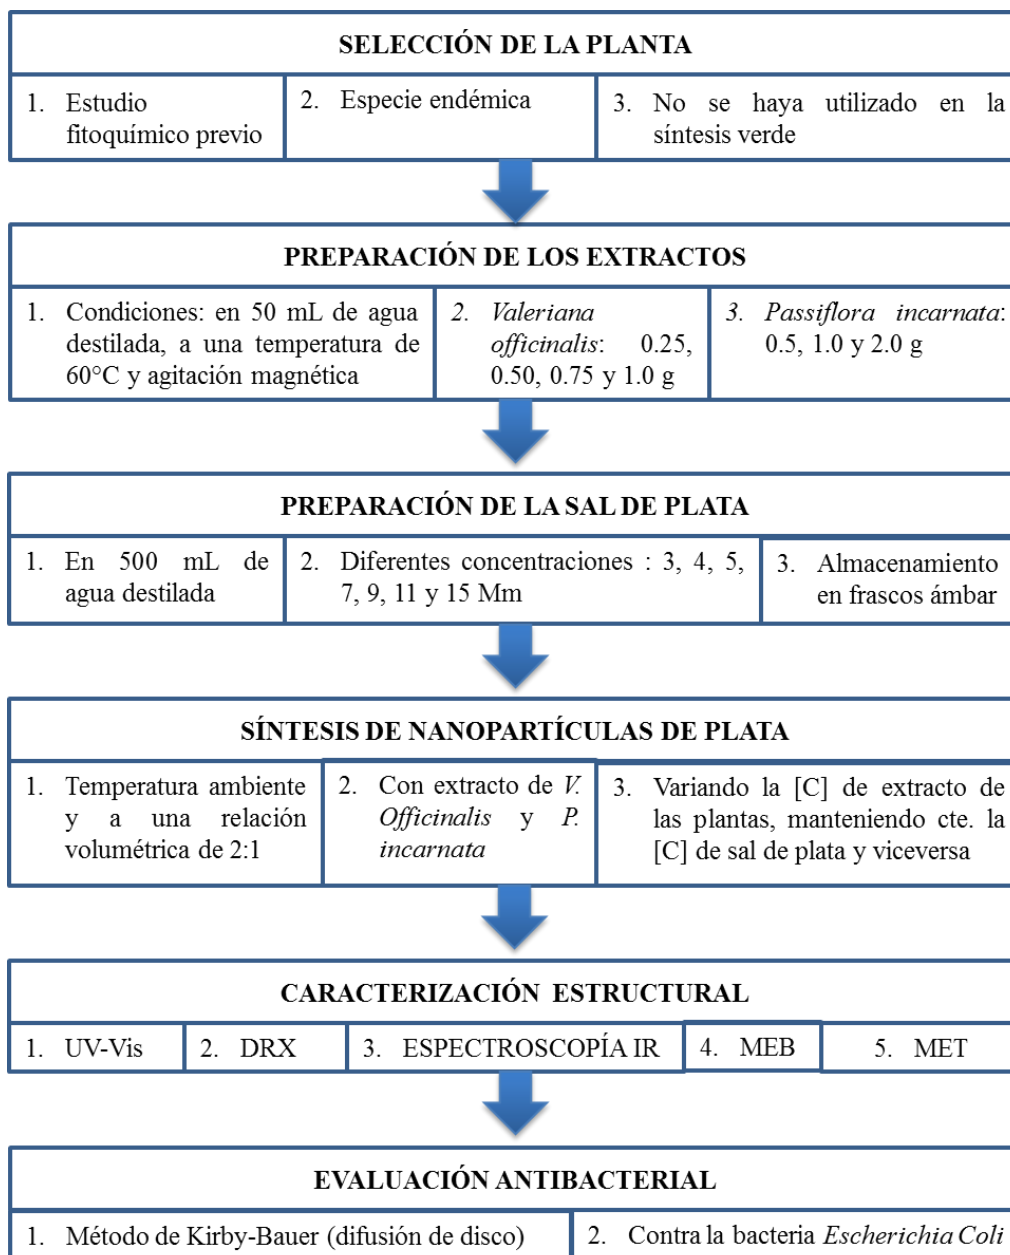 SELECCIÓN DE LA PLANTA
1. Estudio
fitoquímico previo
2. Especie endémica
3. No se haya utilizado en la
síntesis verde
PREPARACIÓN DE LOS EXTRACTOS
1. Condiciones: en 50 mL de agua
destilada, a una temperatura de
60°C y agitación magnética
2. Valeriana
officinalis: 0.25,
0.50, 0.75 y 1.0 g
3. Passiflora incarnata:
0.5, 1.0 y 2.0 g
PREPARACIÓN DE LA SAL DE PLATA
1. En 500 mL de
agua destilada
2. Diferentes concentraciones : 3, 4, 5,
7, 9, 11 y 15 Mm
3. Almacenamiento
en frascos ámbar
SÍNTESIS DE NANOPARTÍCULAS DE PLATA
1. Temperatura ambiente
y a una relación
volumétrica de 2:1
2. Con extracto de V.
Officinalis y P.
incarnata
3. Variando la [C] de extracto de
las plantas, manteniendo cte. la
[C] de sal de plata y viceversa
CARACTERIZACIÓN ESTRUCTURAL
1. UV-Vis
2. DRX
3. ESPECTROSCOPÍA IR
4. MEB
5. MET
EVALUACIÓN ANTIBACTERIAL
1. Método de Kirby-Bauer (difusión de disco)
2. Contra la bacteria Escherichia Coli